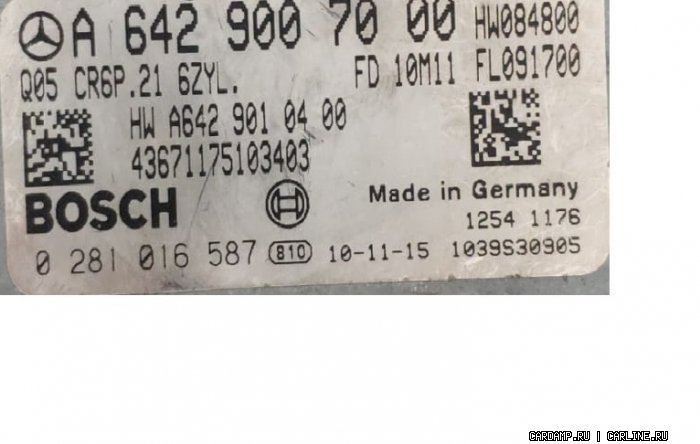 A 642 900 70 00 HW084800
Q05 CR6P.21 6ZYL. FD 10M11 FL091700
HW A642 901 04 00
43671175103403
BOSCH Made in Germany
1254 1176
0 281 016 587 810 10-11-15 1039S30905
CARDAMP.RU | CARLINE.RU